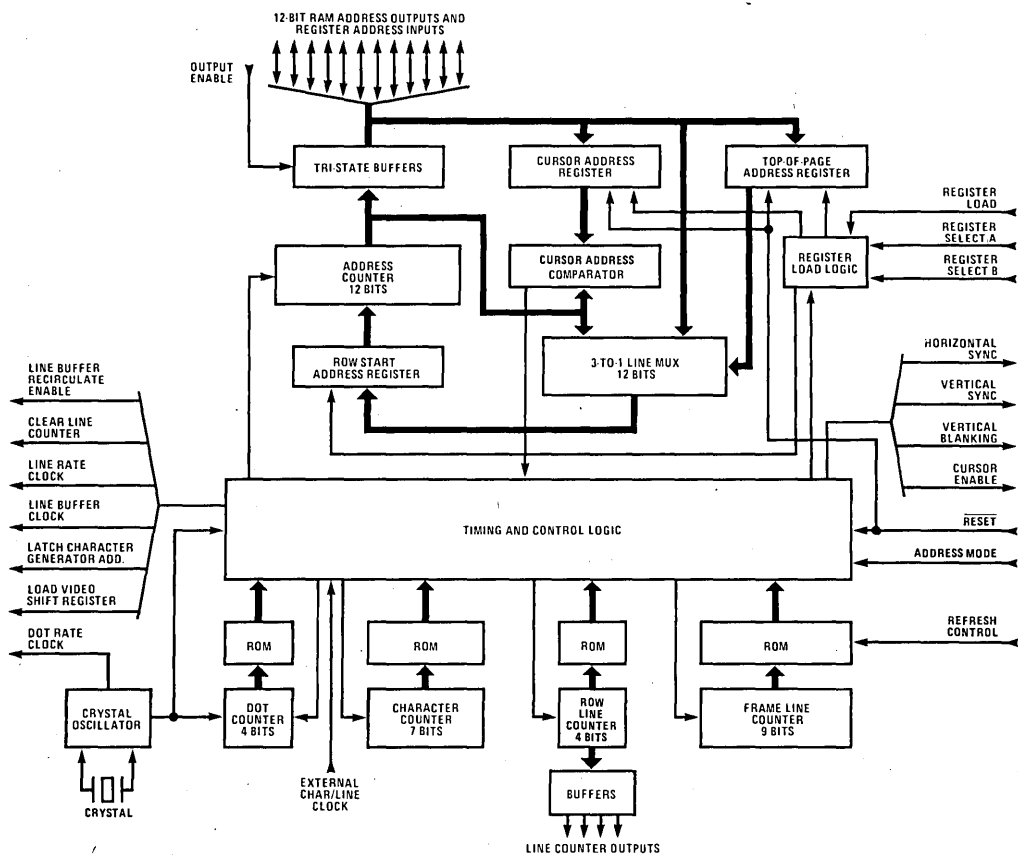 12-BIT RAM ADDRESS OUTPUTS AND
REGISTER ADDRESS INPUTS
OUTPUT
ENABLE
TRI-STATE BUFFERS
CURSOR ADDRESS
REGISTER
TOP-OF-PAGE
ADDRESS REGISTER
REGISTER
LOAD
REGISTER
SELECT A
REGISTER
SELECT B
REGISTER
LOAD LOGIC
ADDRESS
COUNTER
12 BITS
CURSOR ADDRESS
COMPARATOR
ROW START
ADDRESS REGISTER
3-TO-1 LINE MUX
12 BITS
LINE BUFFER
RECIRCULATE
ENABLE
CLEAR LINE
COUNTER
LINE RATE
CLOCK
LINE BUFFER
CLOCK
LATCH CHARACTER
GENERATOR ADD.
LOAD VIDEO
SHIFT REGISTER
DOT RATE
CLOCK
HORIZONTAL
SYNC
VERTICAL
SYNC
VERTICAL
BLANKING
CURSOR
ENABLE
RESET
ADDRESS MODE
REFRESH
CONTROL
TIMING AND CONTROL LOGIC
ROM
ROM
ROM
ROM
CRYSTAL
OSCILLATOR
DOT
COUNTER
4 BITS
CHARACTER
COUNTER
7 BITS
ROW
LINE
COUNTER
4 BITS
FRAME LINE
COUNTER
9 BITS
CRYSTAL
EXTERNAL
CHAR/LINE
CLOCK
BUFFERS
LINE COUNTER OUTPUTS